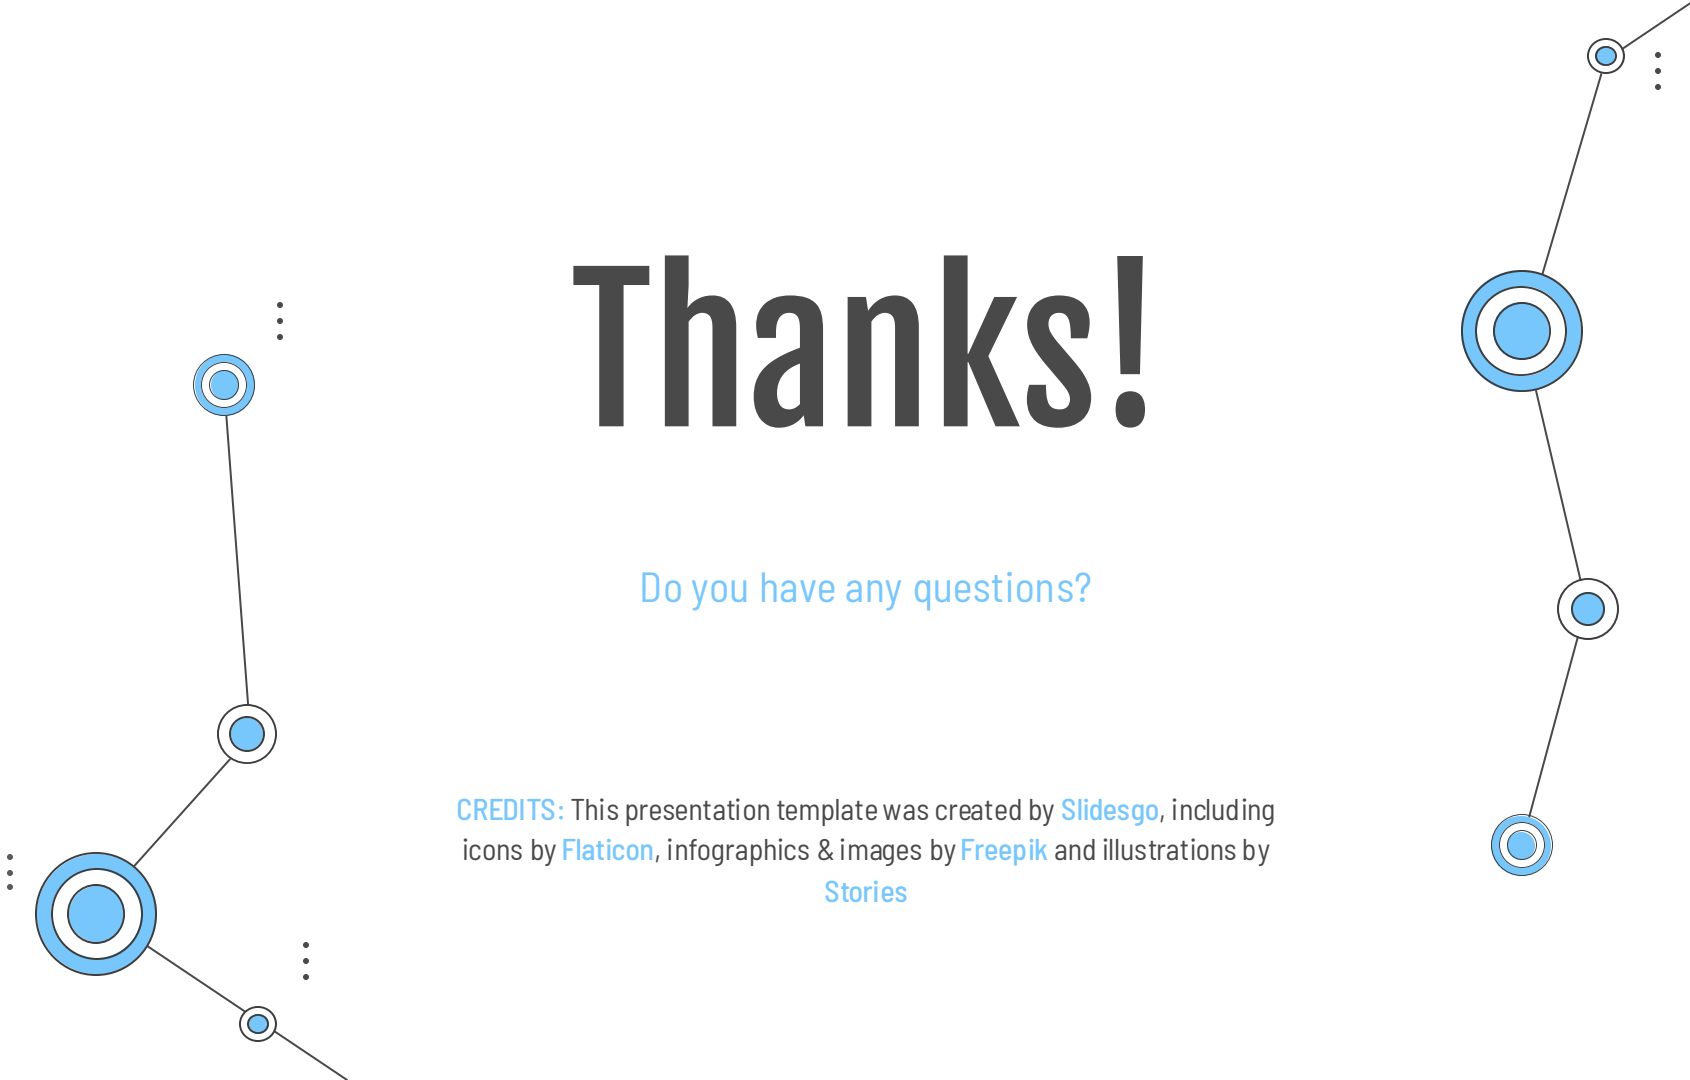 Thanks!
Do you have any questions?
CREDITS: This presentation template was created by Slidesgo, including
icons by Flaticon, infographics & images by Freepik and illustrations by
Stories